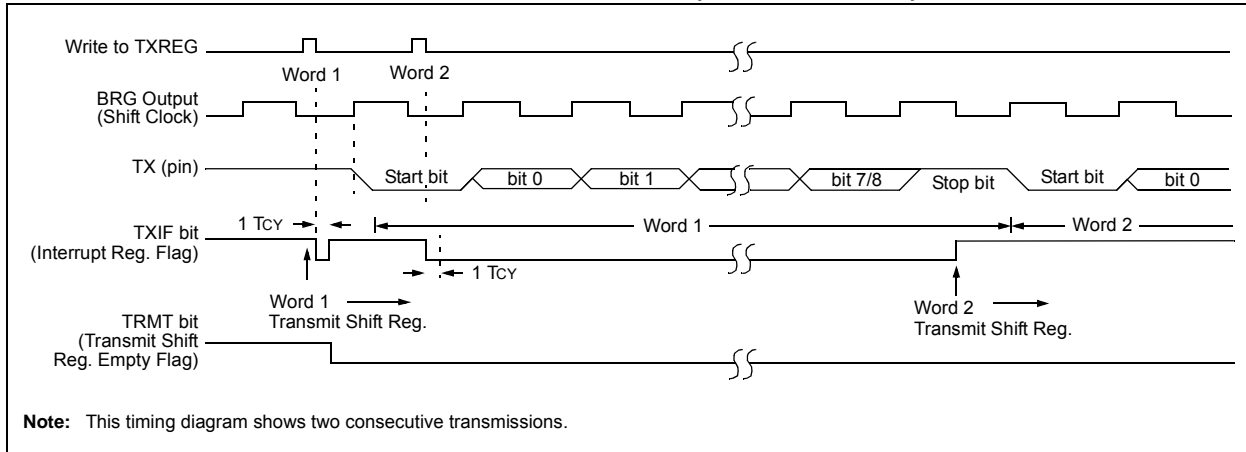 Write to TXREG
Word 1
Word 2
BRG Output
(Shift Clock)
TX (pin)
Start bit
bit 0
bit 1
bit 7/8
Stop bit
Start bit
bit 0
1 TCY
Word 1
Word 2
TXIF bit
(Interrupt Reg. Flag)
1 TCY
Word 1
Transmit Shift Reg.
Word 2
Transmit Shift Reg.
TRMT bit
(Transmit Shift
Reg. Empty Flag)
Note: This timing diagram shows two consecutive transmissions.